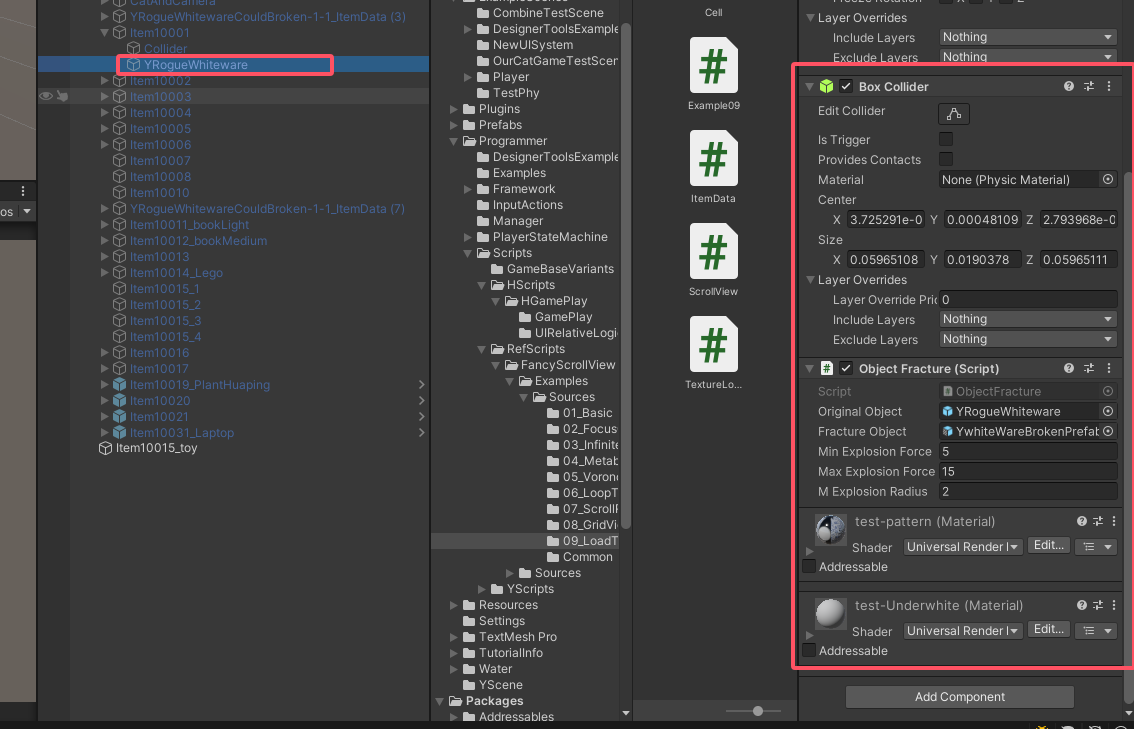 CatAndCamera
YRogueWhitewareCouldBroken-1-1_ItemData (3)
Item10001
Collider
YRogueWhiteware
Item10002
Item10003
Item10004
Item10005
Item10006
Item10007
Item10008
Item10010
YRogueWhitewareCouldBroken-1-1_ItemData (7)
Item10011_bookLight
Item10012_bookMedium
Item10013
Item10014_Lego
Item10015_1
Item10015_2
Item10015_3
Item10015_4
Item10016
Item10017
Item10019_PlantHuaping
Item10020
Item10021
Item10031_Laptop
Item10015_toy
os
CombineTestScene
DesignerToolsExample
NewUISystem
OurCatGameTestScen
Player
TestPhy
Plugins
Prefabs
Programmer
DesignerToolsExample
Examples
Framework
InputActions
Manager
PlayerStateMachine
Scripts
GameBaseVariants
HScripts
HGamePlay
GamePlay
UIRelativeLogi
RefScripts
FancyScrollView
Examples
Sources
01_Basic
02_Focus
03_Infinite
04_Metab
05_Vorono
06_LoopT
07_ScrollF
08_GridVi
09_LoadT
Common
Sources
YScripts
Resources
Settings
TextMesh Pro
TutorialInfo
Water
YScene
Packages
Addressables
Cell
#
Example09
#
ItemData
#
ScrollView
#
TextureLo...
Layer Overrides
Include Layers Nothing
Exclude Layers Nothing
Box Collider
Edit Collider
Is Trigger
Provides Contacts
Material None (Physic Material)
Center
X 3.725291e-0 Y 0.00048109 Z 2.793968e-0
Size
X 0.05965108 Y 0.0190378 Z 0.05965111
Layer Overrides
Layer Override Pric 0
Include Layers Nothing
Exclude Layers Nothing
# Object Fracture (Script)
Script # ObjectFracture
Original Object YRogueWhiteware
Fracture Object YwhiteWareBrokenPrefab
Min Explosion Force 5
Max Explosion Force 15
M Explosion Radius 2
test-pattern (Material)
Shader Universal Render Edit...
Addressable
test-Underwhite (Material)
Shader Universal Render Edit...
Addressable
Add Component